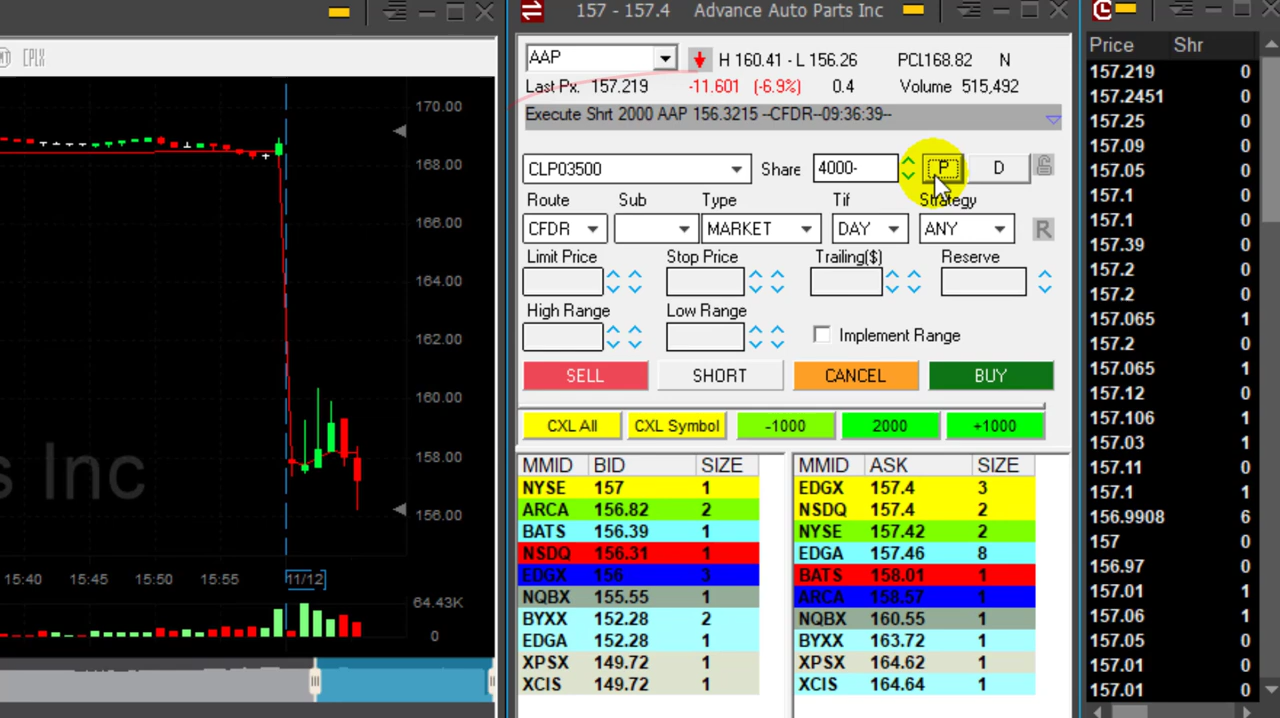 157 - 157.4 Advance Auto Parts Inc
EPLX
AAP H 160.41 - L 156.26 PCL168.82 N
Last Px. 157.219 -11.601 (-6.9%) 0.4 Volume 515,492
Execute Shrt 2000 AAP 156.3215 --CFDR--09:36:39--
CLP03500 Share 4000- P D
Route Sub Type Tif Strategy
CFDR MARKET DAY ANY R
Limit Price Stop Price Trailing($) Reserve
High Range Low Range
Implement Range
SELL SHORT CANCEL BUY
CXL All CXL Symbol -1000 2000 +1000
MMID BID SIZE MMID ASK SIZE
NYSE 157 1 EDGX 157.4 3
ARCA 156.82 2 NSDQ 157.4 2
BATS 156.39 1 NYSE 157.42 2
NSDQ 156.31 1 EDGA 157.46 8
EDGX 156 3 BATS 158.01 1
NQBX 155.55 1 ARCA 158.57 1
BYXX 152.28 2 NQBX 160.55 1
EDGA 152.28 1 BYXX 163.72 1
XPSX 149.72 1 XPSX 164.62 1
XCIS 149.72 1 XCIS 164.64 1
170.00
168.00
166.00
164.00
162.00
160.00
158.00
156.00
s Inc
15:40 15:45 15:50 15:55 11/12
64.43K
0
Price Shr
157.219 0
157.2451 0
157.25 0
157.09 0
157.05 0
157.1 0
157.1 0
157.39 0
157.2 0
157.2 0
157.065 1
157.2 0
157.065 1
157.12 0
157.106 1
157.03 0
157.11 0
157.1 0
156.9908 6
157 0
156.97 0
157.01 1
157.06 1
157.05 0
157.01 0
157.01 0